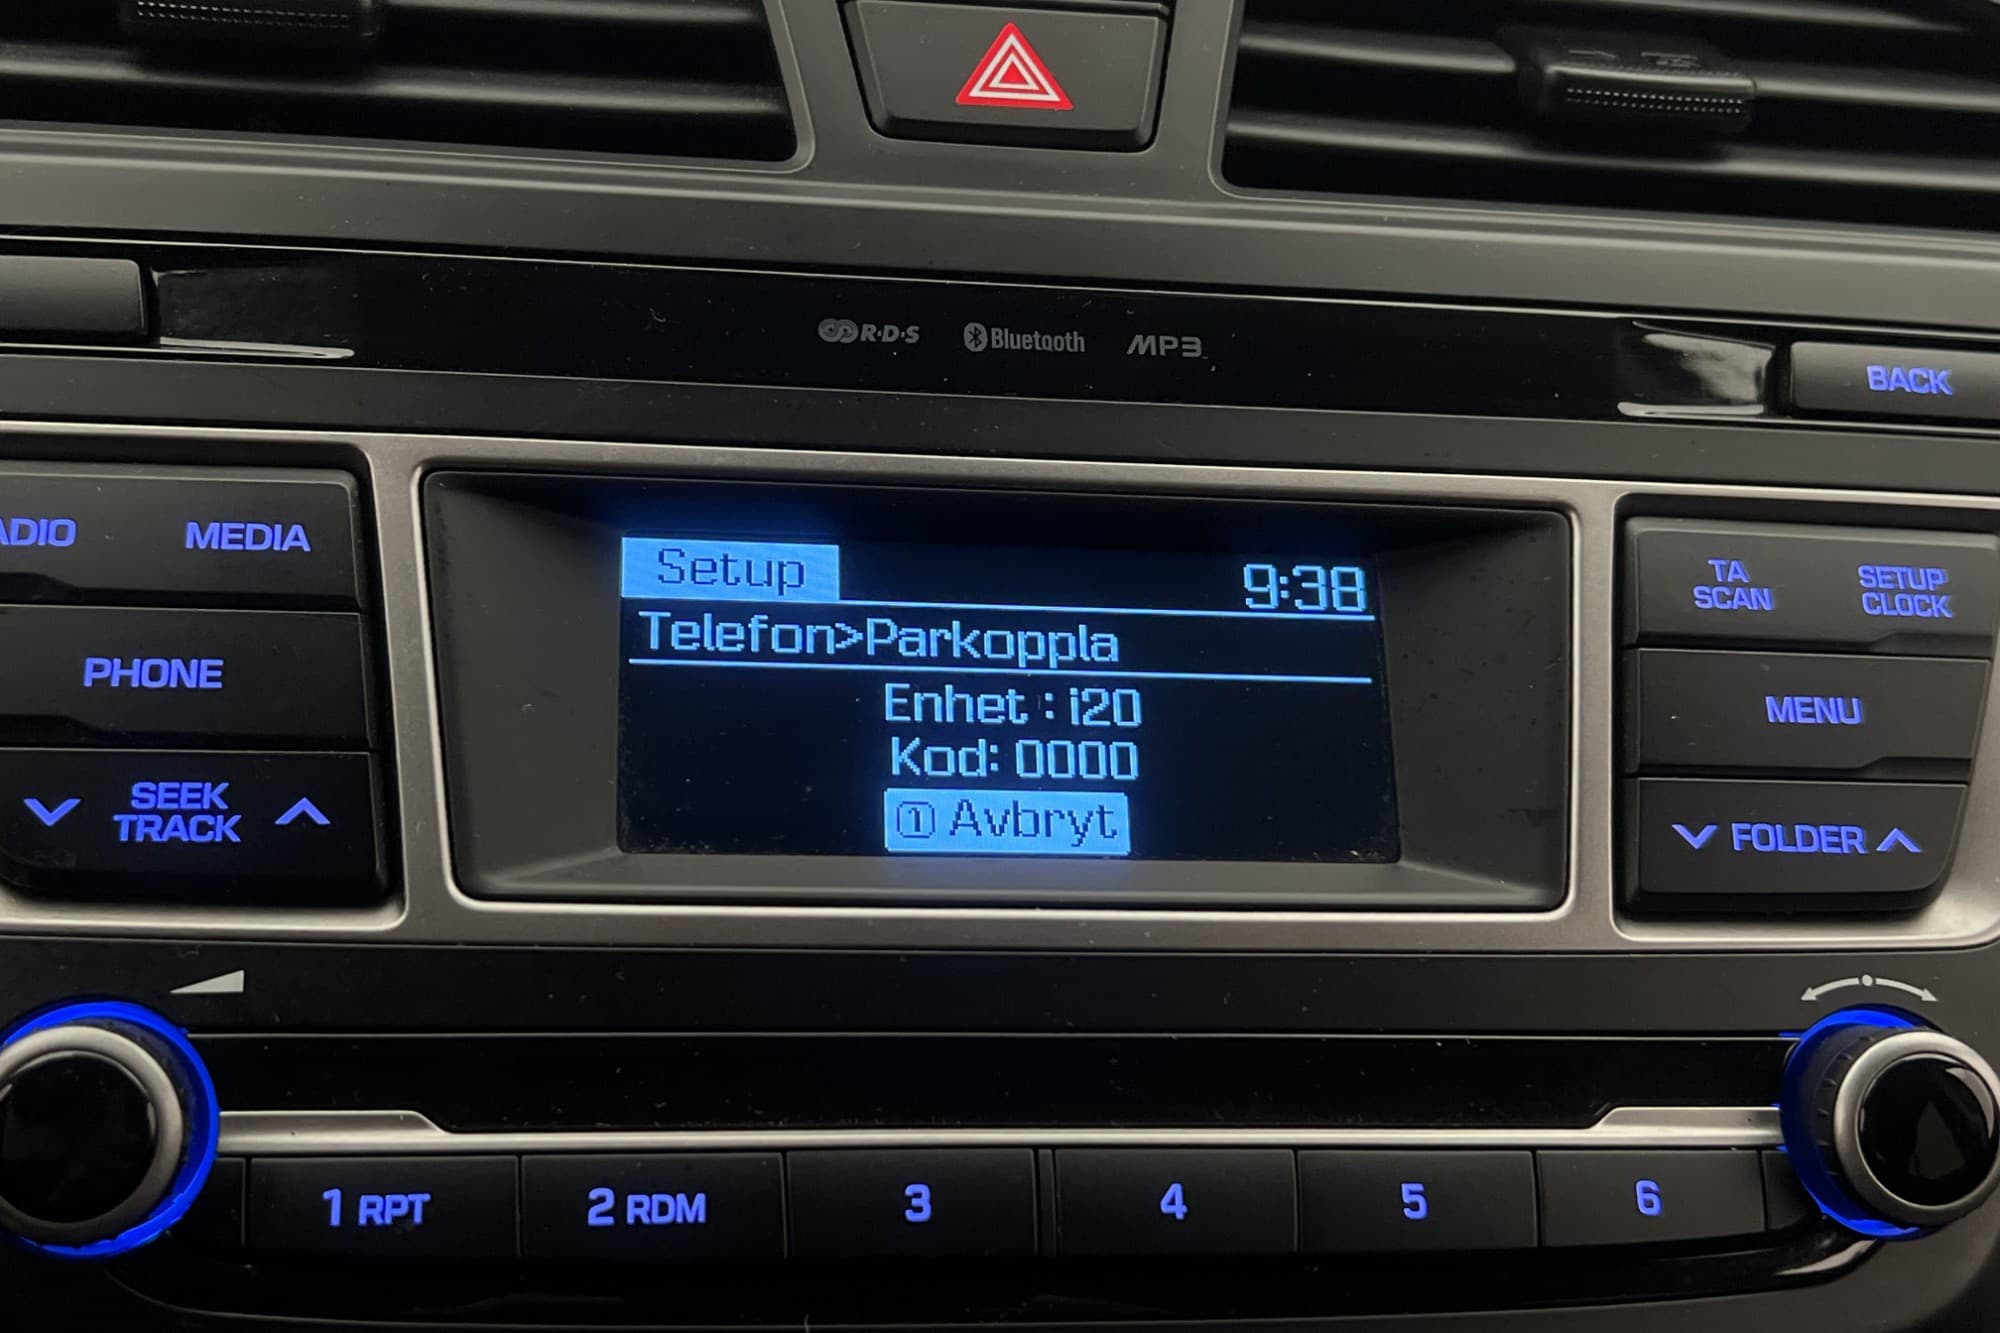 R·D·S Bluetooth MP3
BACK
ADIO MEDIA
PHONE
SEEK
TRACK
Setup 9:38
Telefon>Parkoppla
Enhet : i20
Kod: 0000
① Avbryt
TA
SCAN
SETUP
CLOCK
MENU
FOLDER
1 RPT 2 RDM 3 4 5 6